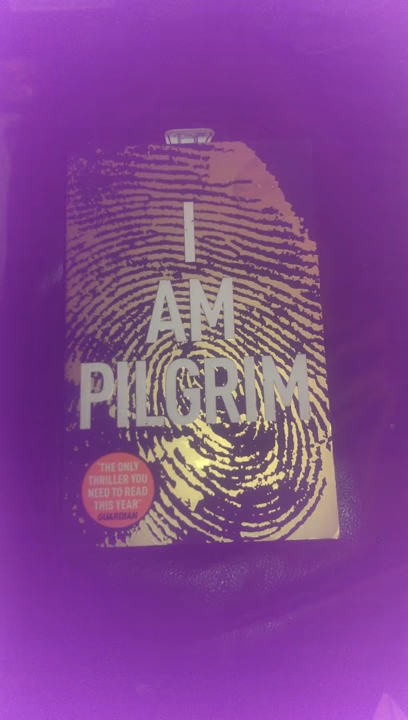 I
AM
PILGRIM
"THE ONLY
THRILLER YOU
NEED TO READ
THIS YEAR"
GUARDIAN